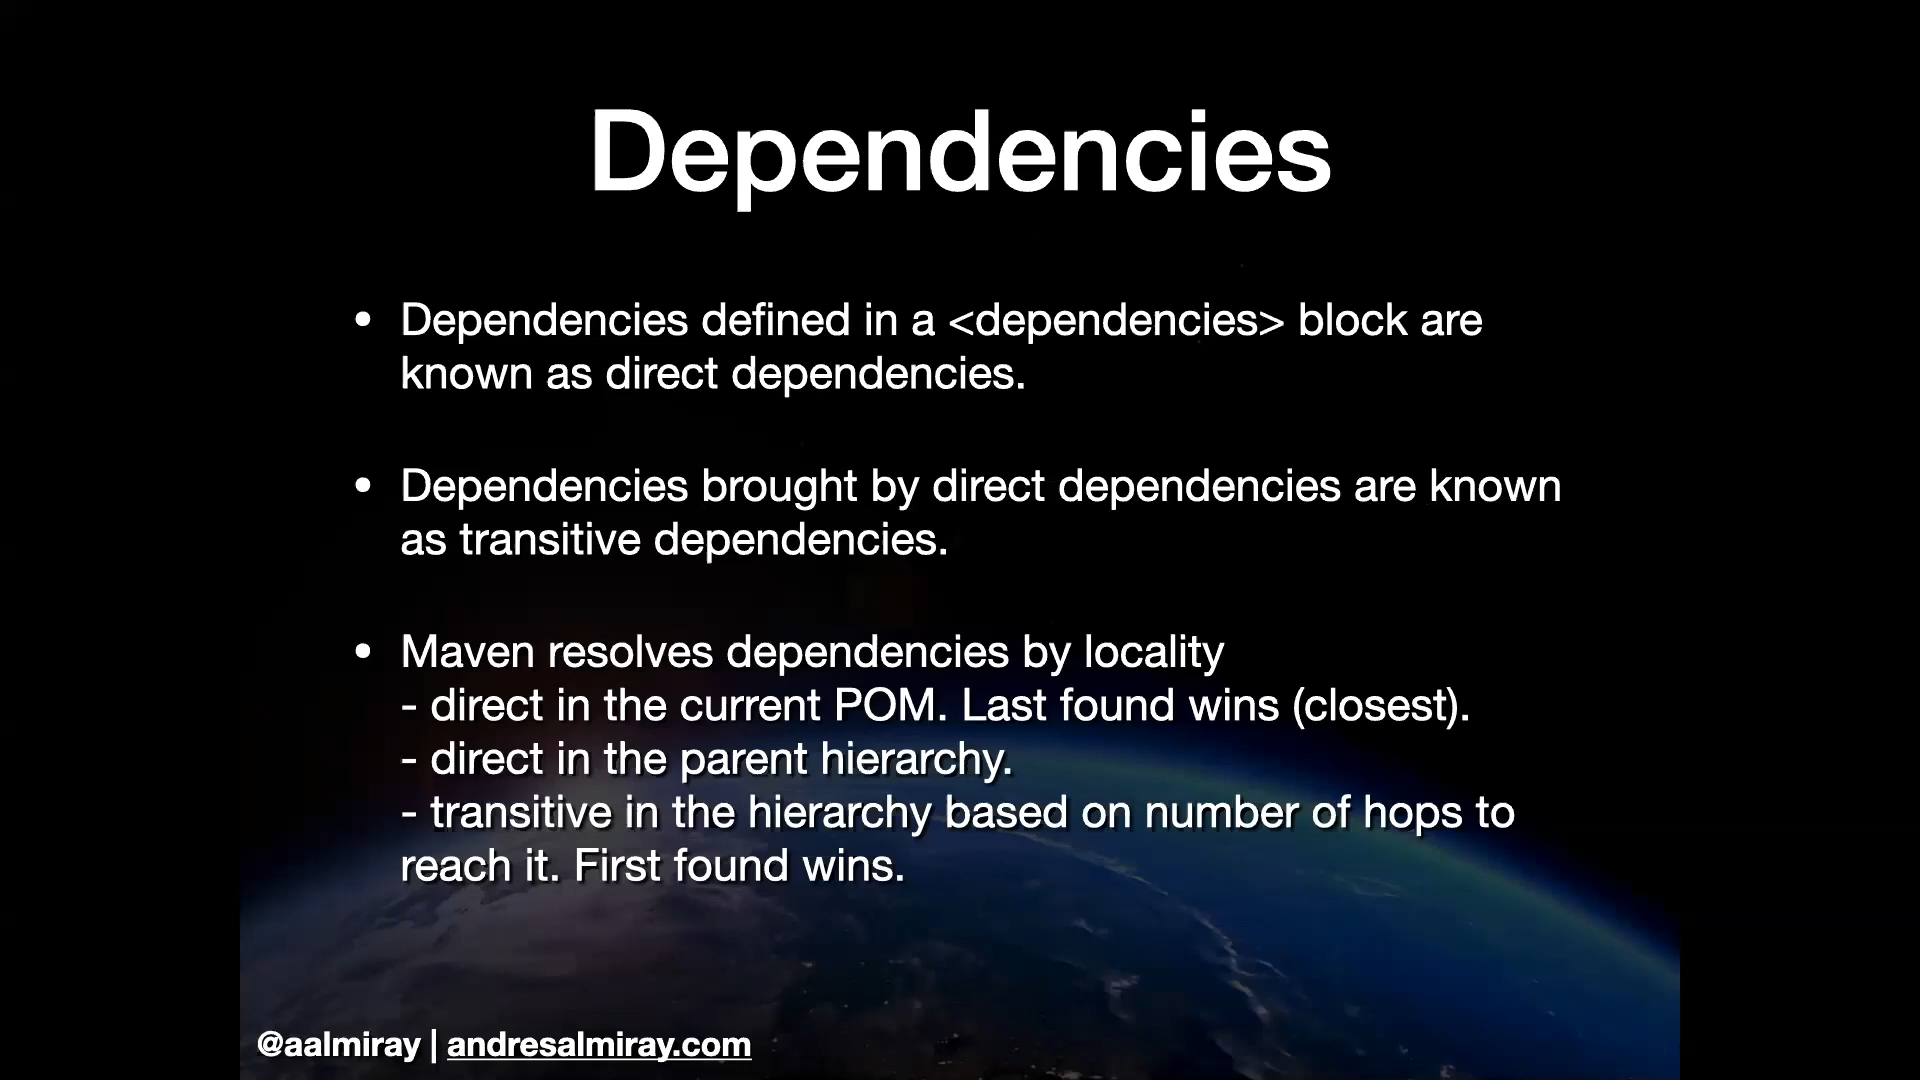 Dependencies
• Dependencies defined in a <dependencies> block are
known as direct dependencies.
• Dependencies brought by direct dependencies are known
as transitive dependencies.
• Maven resolves dependencies by locality
- direct in the current POM. Last found wins (closest).
- direct in the parent hierarchy.
- transitive in the hierarchy based on number of hops to
reach it. First found wins.
@aalmiray | andresalmiray.com